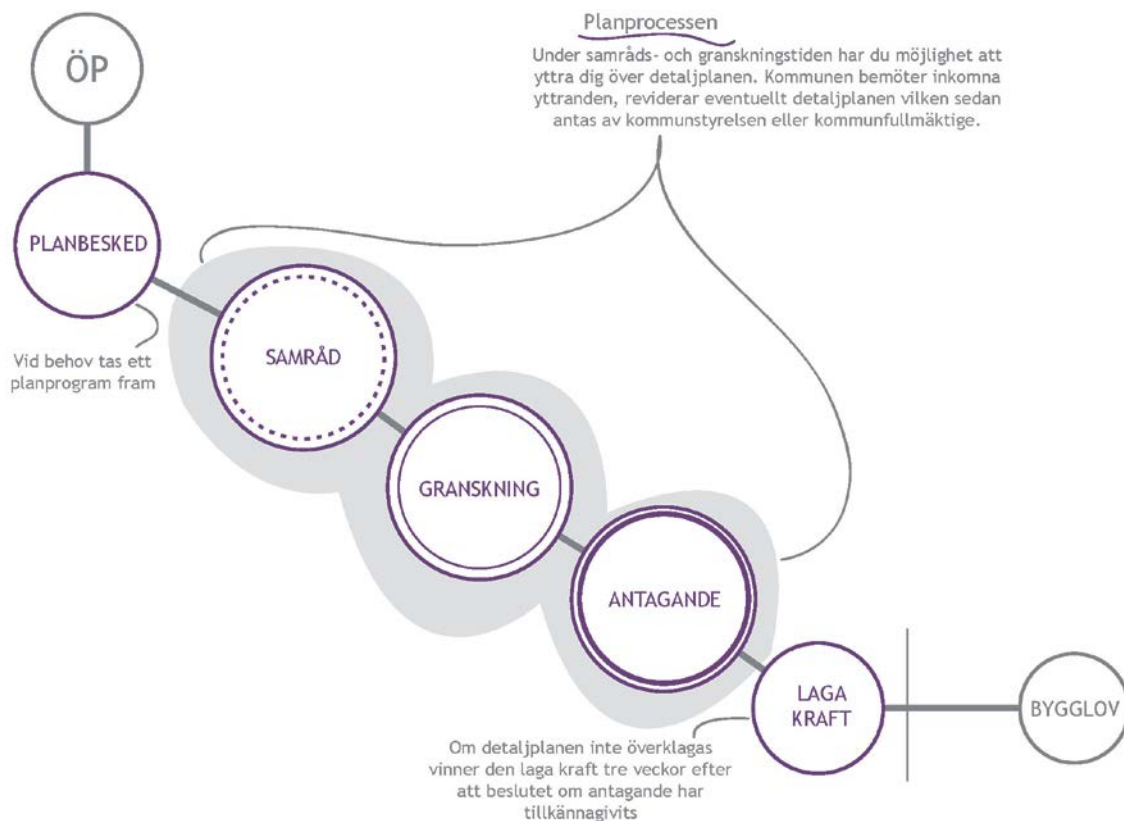 ÖP
Planprocessen
Under samråds- och granskningstiden har du möjlighet att
yttra dig över detaljplanen. Kommunen bemöter inkomna
yttranden, reviderar eventuellt detaljplanen vilken sedan
antas av kommunstyrelsen eller kommunfullmäktige.
PLANBESKED
Vid behov tas ett
planprogram fram
SAMRÅD
GRANSKNING
ANTAGANDE
LAGA
KRAFT
BYGGLOV
Om detaljplanen inte överklagas
vinner den laga kraft tre veckor efter
att beslutet om antagande har
tillkännagivits